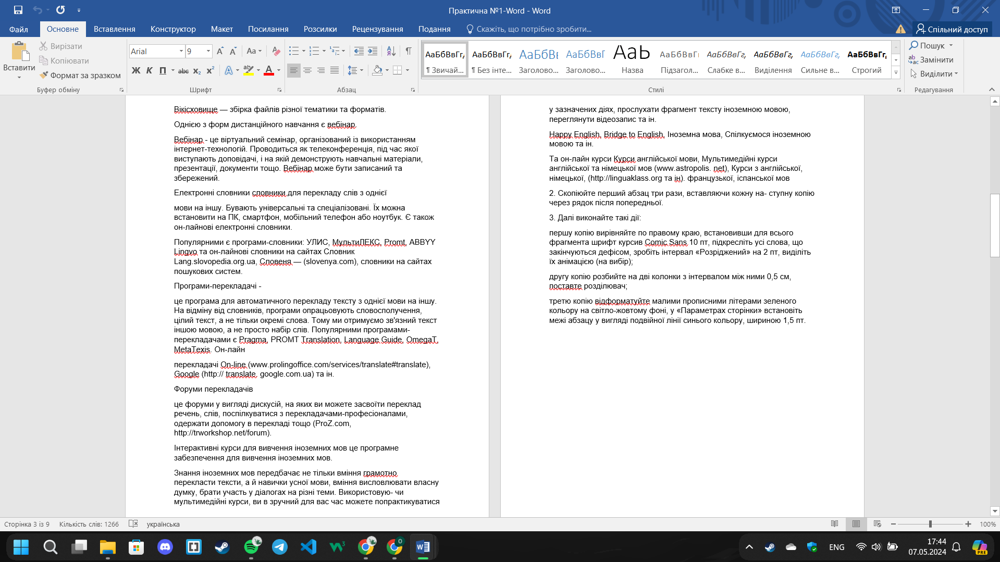 Практична №1-Word - Word
Файл
Основне
Вставлення
Конструктор
Макет
Посилання
Розсилки
Рецензування
Подання
Скажіть, що потрібно зробити...
Спільний доступ
Вставити
Вирізати
Копіювати
Формат за зразком
Буфер обміну
Arial
9
Ж К П abc x₂ x²
Шрифт
Абзац
АаБбВвГг,
АаБбВвГг,
АаБбВе
АаБбВвГ
АаЬ
АаБбВвГг
АаБбВвГг,
АаБбВвГг,
АаБбВвГг,
АаБбВвГг,
¶ Звичай...
¶ Без інте...
Заголово...
Заголово...
Назва
Підзагол...
Слабке в...
Виділення
Сильне в...
Строгий
Стилі
Пошук
Замінити
Виділити
Редагування
Вікісховище — збірка файлів різної тематики та форматів.
Однією з форм дистанційного навчання є вебінар.
Вебінар - це віртуальний семінар, організований із використанням
інтернет-технологій. Проводиться як телеконференція, під час якої
виступають доповідачі, і на якій демонструють навчальні матеріали,
презентації, документи тощо. Вебінар може бути записаний та
збережений.
Електронні словники словники для перекладу слів з однієї
мови на іншу. Бувають універсальні та спеціалізовані. Їх можна
встановити на ПК, смартфон, мобільний телефон або ноутбук. Є також
он-лайнові електронні словники.
Популярними є програми-словники: УЛИС, МультиЛЕКС, Promt, ABBYY
Lingvo та он-лайнові словники на сайтах Словник
Lang.slovopedia.org.ua, Словеня — (slovenya.com), словники на сайтах
пошукових систем.
Програми-перекладачі -
це програма для автоматичного перекладу тексту з однієї мови на іншу.
На відміну від словників, програми опрацьовують словосполучення,
цілий текст, а не тільки окремі слова. Тому ми отримуємо зв'язний текст
іншою мовою, а не просто набір слів. Популярними програмами-
перекладачами є Pragma, PROMT Translation, Language Guide, OmegaT,
MetaTexis. Он-лайн
перекладачі On-line (www.prolingoffice.com/services/translate#translate),
Google (http:// translate. google.com.ua) та ін.
Форуми перекладачів
це форуми у вигляді дискусій, на яких ви можете засвоїти переклад
речень, слів, поспілкуватися з перекладачами-професіоналами,
одержати допомогу в перекладі тощо (ProZ.com,
http://trworkshop.net/forum).
Інтерактивні курси для вивчення іноземних мов це програмне
забезпечення для вивчення іноземних мов.
Знання іноземних мов передбачає не тільки вміння грамотно
перекласти тексти, а й навички усної мови, вміння висловлювати власну
думку, брати участь у діалогах на різні теми. Використовую- чи
мультимедійні курси, ви в зручний для вас час можете попрактикуватися
у зазначених діях, прослухати фрагмент тексту іноземною мовою,
переглянути відеозапис та ін.
Happy English, Bridge to English, Іноземна мова, Спілкуємося іноземною
мовою та ін.
Та он-лайн курси Курси англійської мови, Мультимедійні курси
англійської та німецької мов (www.astropolis. net), Курси з англійської,
німецької, (http://linguaklass.org та ін). французької, іспанської мов
2. Скопіюйте перший абзац три рази, вставляючи кожну на- ступну копію
через рядок після попередньої.
3. Далі виконайте такі дії:
першу копію вирівняйте по правому краю, встановивши для всього
фрагмента шрифт курсив Comic Sans 10 пт, підкресліть усі слова, що
закінчуються дефісом, зробіть інтервал «Розріджений» на 2 пт, виділіть
їх анімацією (на вибір);
другу копію розбийте на дві колонки з інтервалом між ними 0,5 см,
поставте розділювач;
третю копію відформатуйте малими прописними літерами зеленого
кольору на світло-жовтому фоні, у «Параметрах сторінки» встановіть
межі абзацу у вигляді подвійної лінії синього кольору, шириною 1,5 пт.
Сторінка 3 із 9
Кількість слів: 1266
українська
100%
ENG
17:44
07.05.2024
PRE